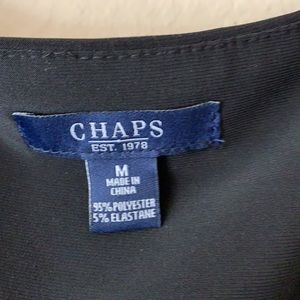 CHAPS
EST. 1978
M
MADE IN
CHINA
95% POLYESTER
5% ELASTANE